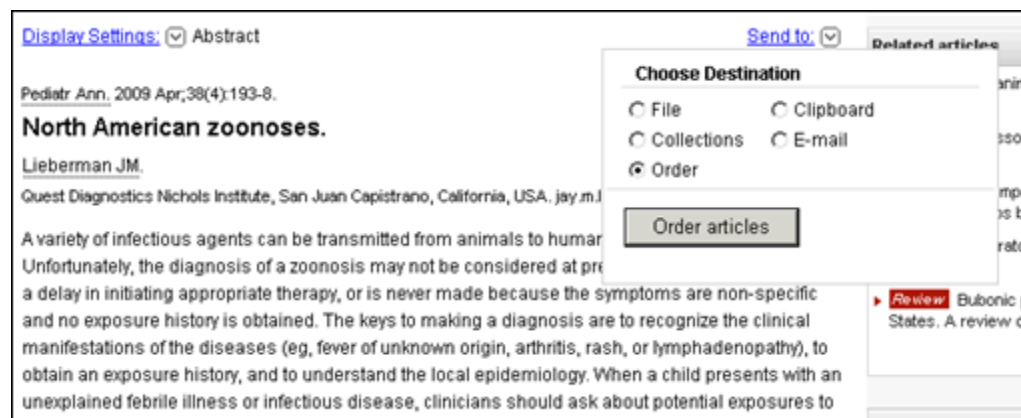 Display Settings: Abstract
Send to:
Choose Destination
File
Clipboard
Collections
E-mail
Order
Order articles
Pediatr Ann. 2009 Apr;38(4):193-8.
North American zoonoses.
Lieberman JM.
Quest Diagnostics Nichols Institute, San Juan Capistrano, California, USA. jay.m.l
A variety of infectious agents can be transmitted from animals to humar
Unfortunately, the diagnosis of a zoonosis may not be considered at pre
a delay in initiating appropriate therapy, or is never made because the symptoms are non-specific
and no exposure history is obtained. The keys to making a diagnosis are to recognize the clinical
manifestations of the diseases (eg, fever of unknown origin, arthritis, rash, or lymphadenopathy), to
obtain an exposure history, and to understand the local epidemiology. When a child presents with an
unexplained febrile illness or infectious disease, clinicians should ask about potential exposures to
Related articles
Review Bubonic
States. A review